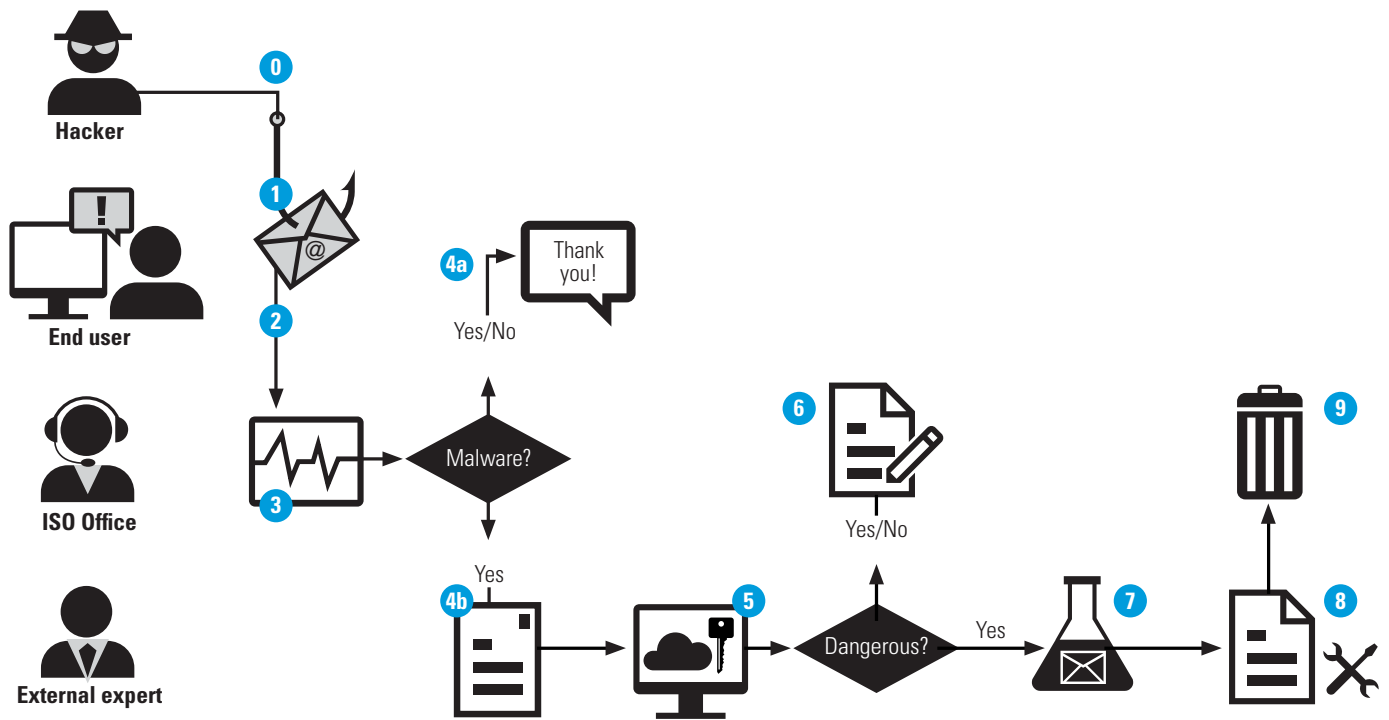 0
Hacker
1
!
@
2
End user
4a
Thank
you!
Yes/No
3
Malware?
ISO Office
6
Yes/No
9
Yes
4b
5
Dangerous?
Yes
7
8
External expert